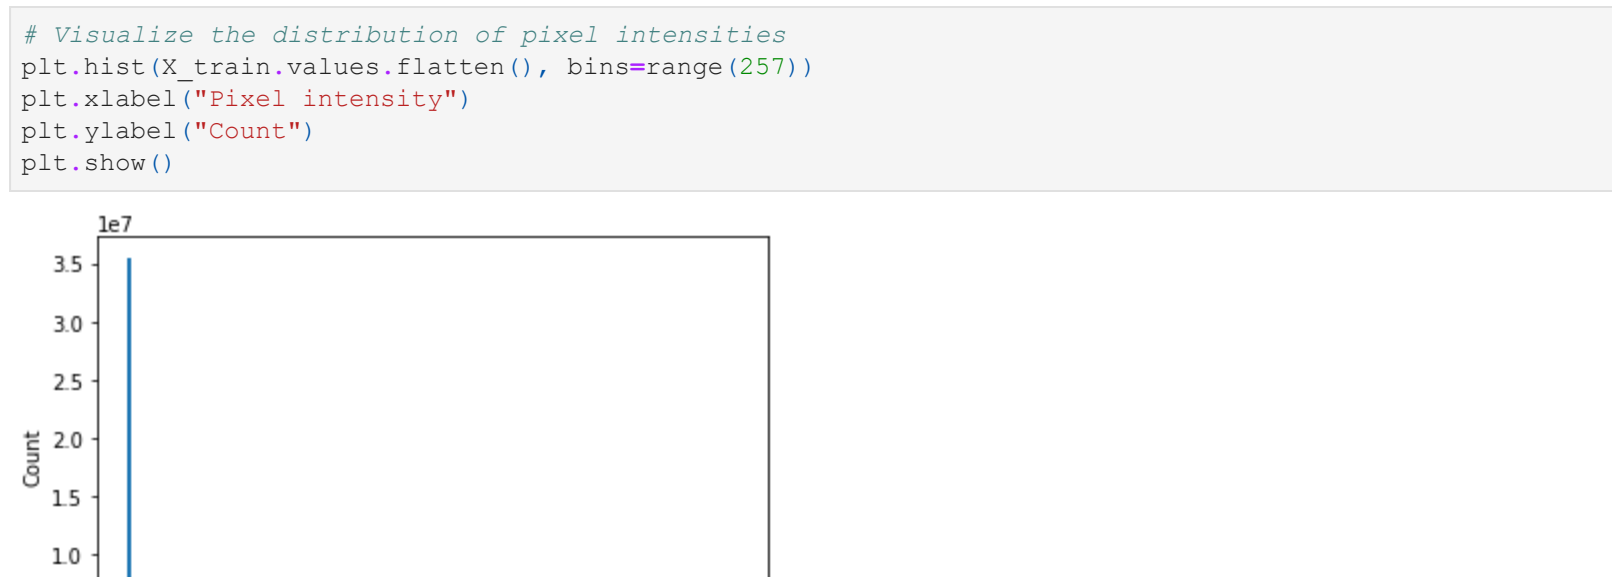 # Visualize the distribution of pixel intensities
plt.hist(X_train.values.flatten(), bins=range(257))
plt.xlabel("Pixel intensity")
plt.ylabel("Count")
plt.show()
1e7
3.5
3.0
2.5
2.0
Count
1.5
1.0